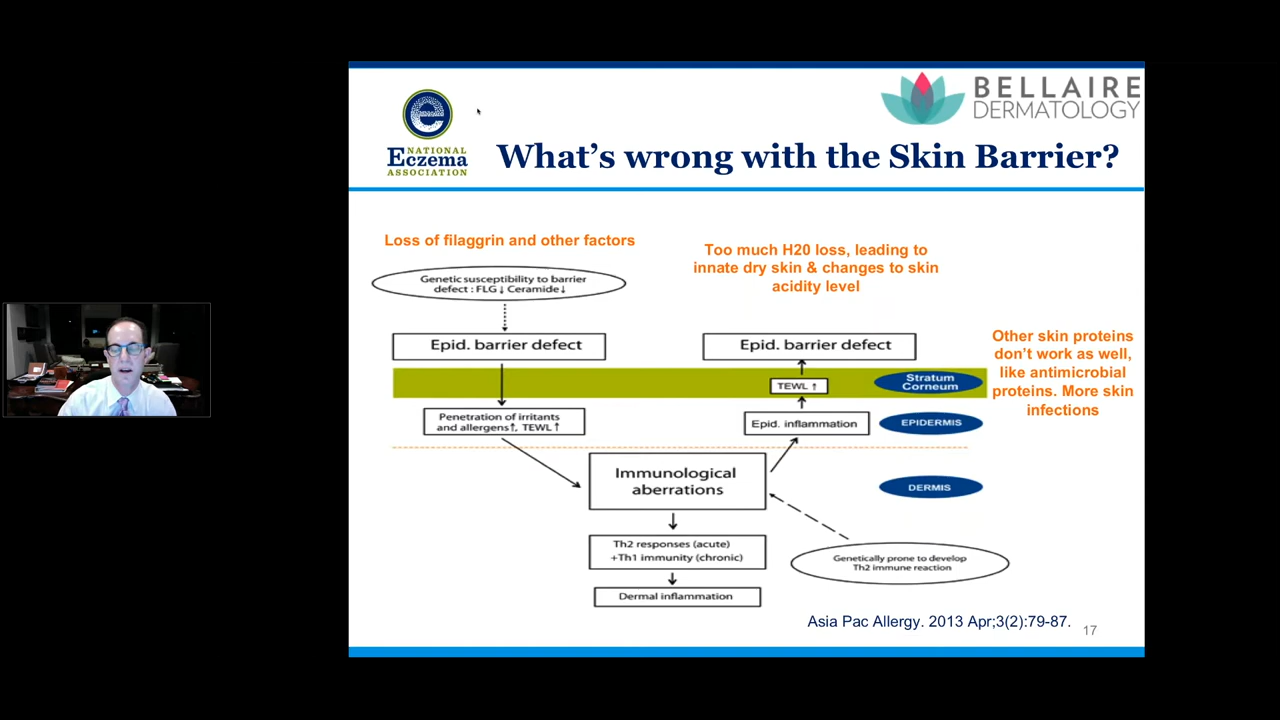 BELLAIRE
DERMATOLOGY
e
NATIONAL
Eczema
ASSOCIATION
What's wrong with the Skin Barrier?
Loss of filaggrin and other factors
Too much H20 loss, leading to
innate dry skin & changes to skin
acidity level
Genetic susceptibility to barrier
defect : FLG↓ Ceramide↓
Epid. barrier defect
Epid. barrier defect
Other skin proteins
don't work as well,
like antimicrobial
proteins. More skin
infections
TEWL ↑
Stratum
Corneum
Penetration of irritants
and allergens↑, TEWL ↑
Epid. inflammation
EPIDERMIS
Immunological
aberrations
DERMIS
Th2 responses (acute)
+Th1 immunity (chronic)
Genetically prone to develop
Th2 immune reaction
Dermal inflammation
Asia Pac Allergy. 2013 Apr;3(2):79-87.
17